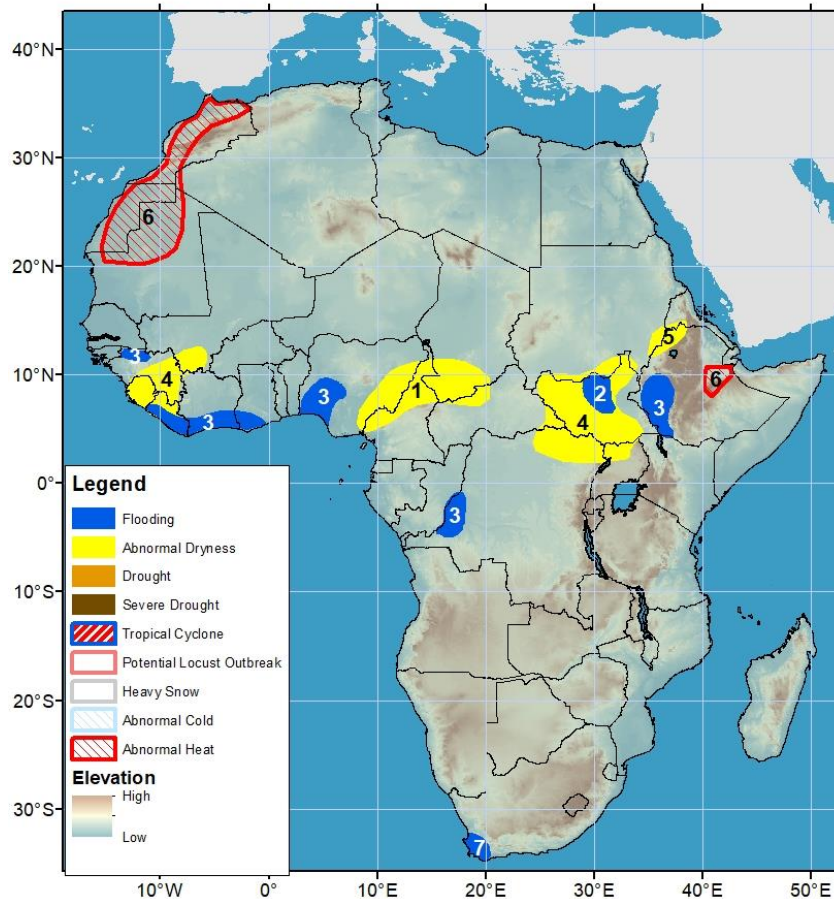 40°N
30°N
20°N
10°N
0°
10°S
20°S
30°S
6
5
3
4
3
3
1
2
4
3
6
3
7
Legend
Flooding
Abnormal Dryness
Drought
Severe Drought
Tropical Cyclone
Potential Locust Outbreak
Heavy Snow
Abnormal Cold
Abnormal Heat
Elevation
High
Low
10°W
0°
10°E
20°E
30°E
40°E
50°E